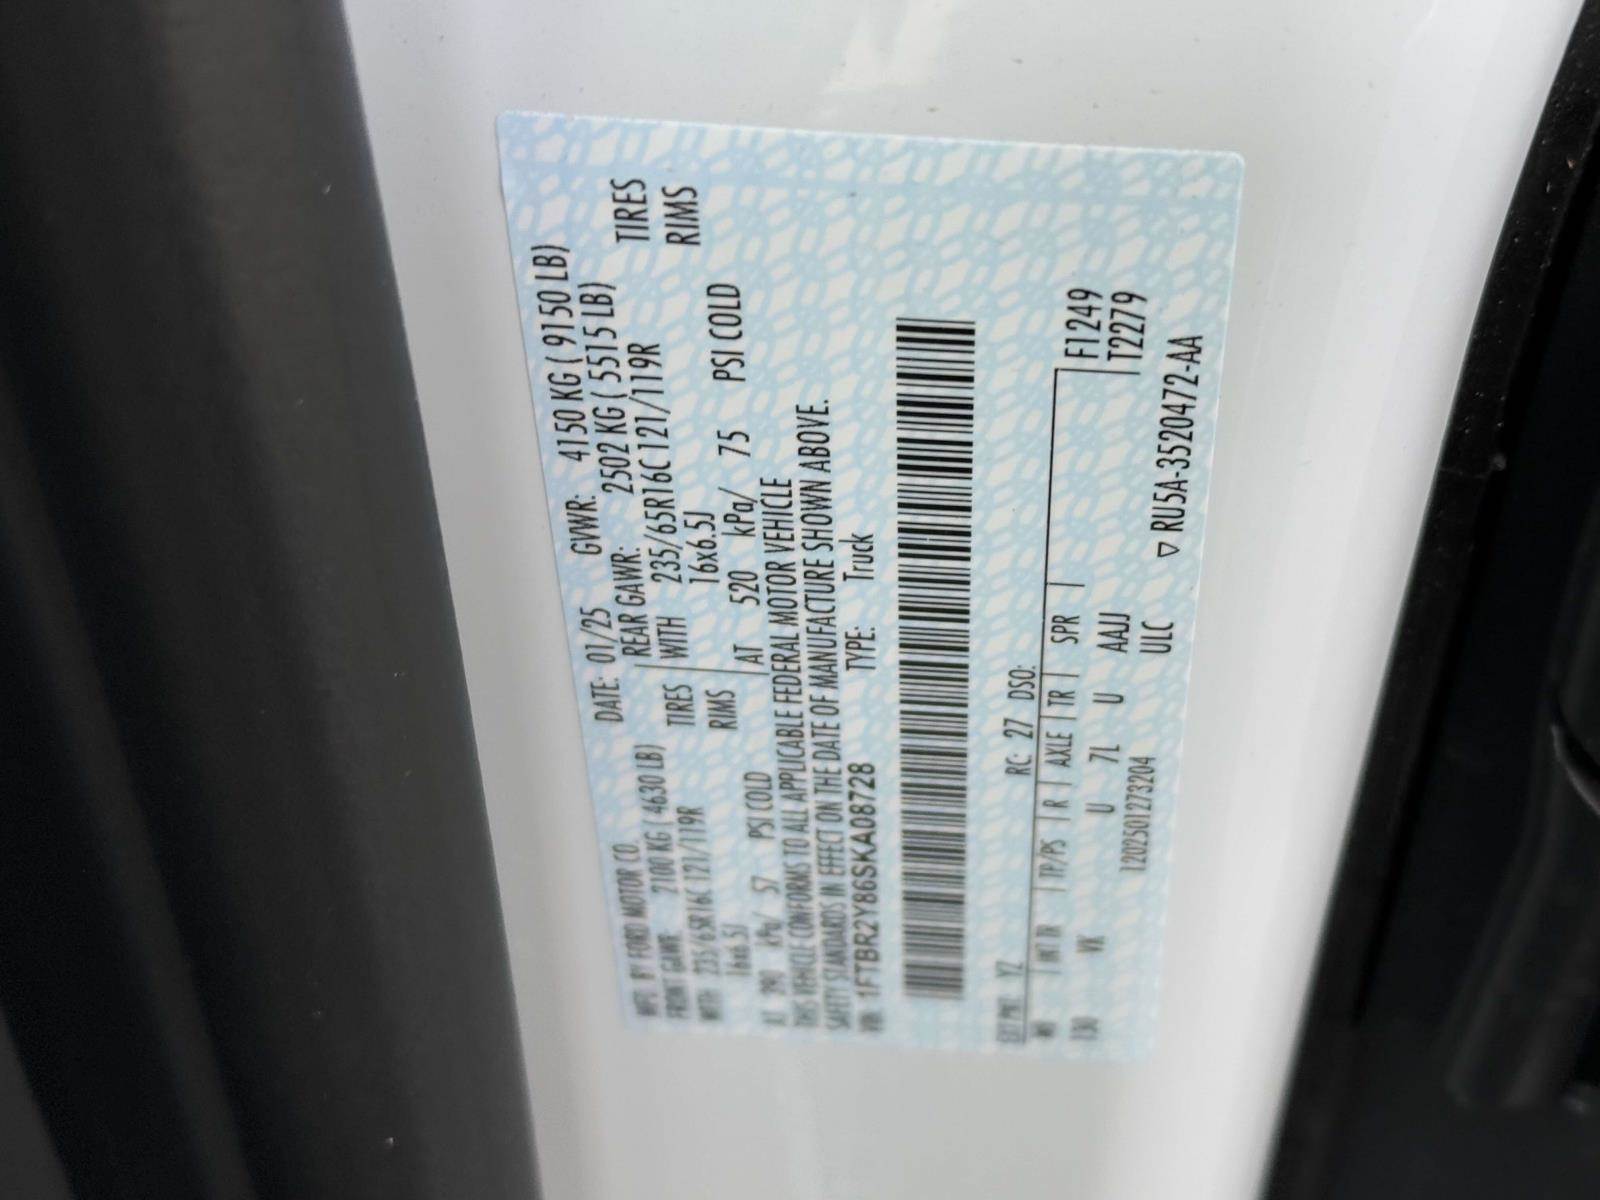 MFD. BY FORD MOTOR CO.
DATE: 01/25 GVWR: 4150 KG ( 9150 LB)
FRONT GAWR: 2100 KG ( 4630 LB) REAR GAWR: 2502 KG ( 5515 LB)
WITH 235/65R16C 121/119R TIRES WITH 235/65R16C 121/119R TIRES
16x6.5J RIMS 16x6.5J RIMS
AT 390 kPa/ 57 PSI COLD AT 520 kPa/ 75 PSI COLD
THIS VEHICLE CONFORMS TO ALL APPLICABLE FEDERAL MOTOR VEHICLE
SAFETY STANDARDS IN EFFECT ON THE DATE OF MANUFACTURE SHOWN ABOVE.
VIN: 1FTBR2Y86SKA08728 TYPE: Truck
EXT PNT: YZ RC: 27 DSO:
WB INT TR TP/PS R AXLE TR SPR F1249
130 VK U 7L U AAJJ T2279
12025012​73204 ULC
▽ RU5A-3520472-AA